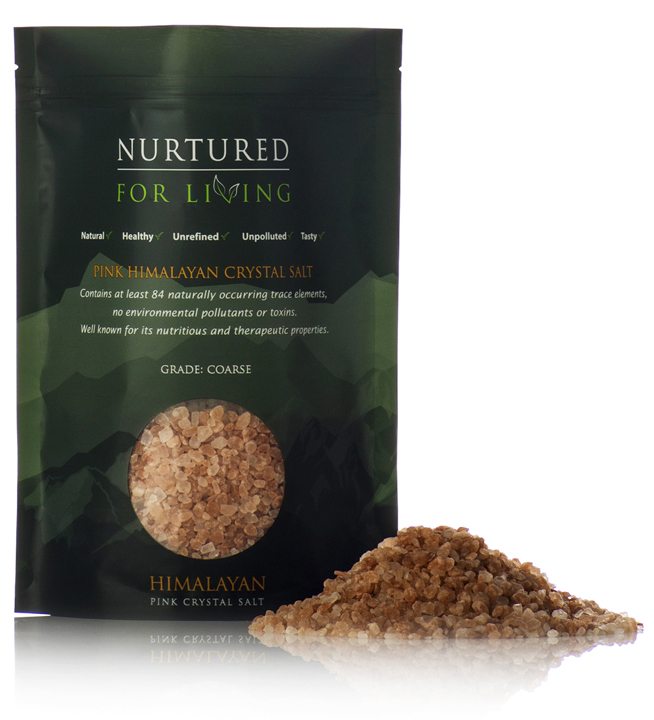 NURTURED
FOR LIVING
Natural✓ Healthy✓ Unrefined✓ Unpolluted✓ Tasty✓
PINK HIMALAYAN CRYSTAL SALT
Contains at least 84 naturally occurring trace elements,
no environmental pollutants or toxins.
Well known for its nutritious and therapeutic properties.
GRADE: COARSE
HIMALAYAN
PINK CRYSTAL SALT